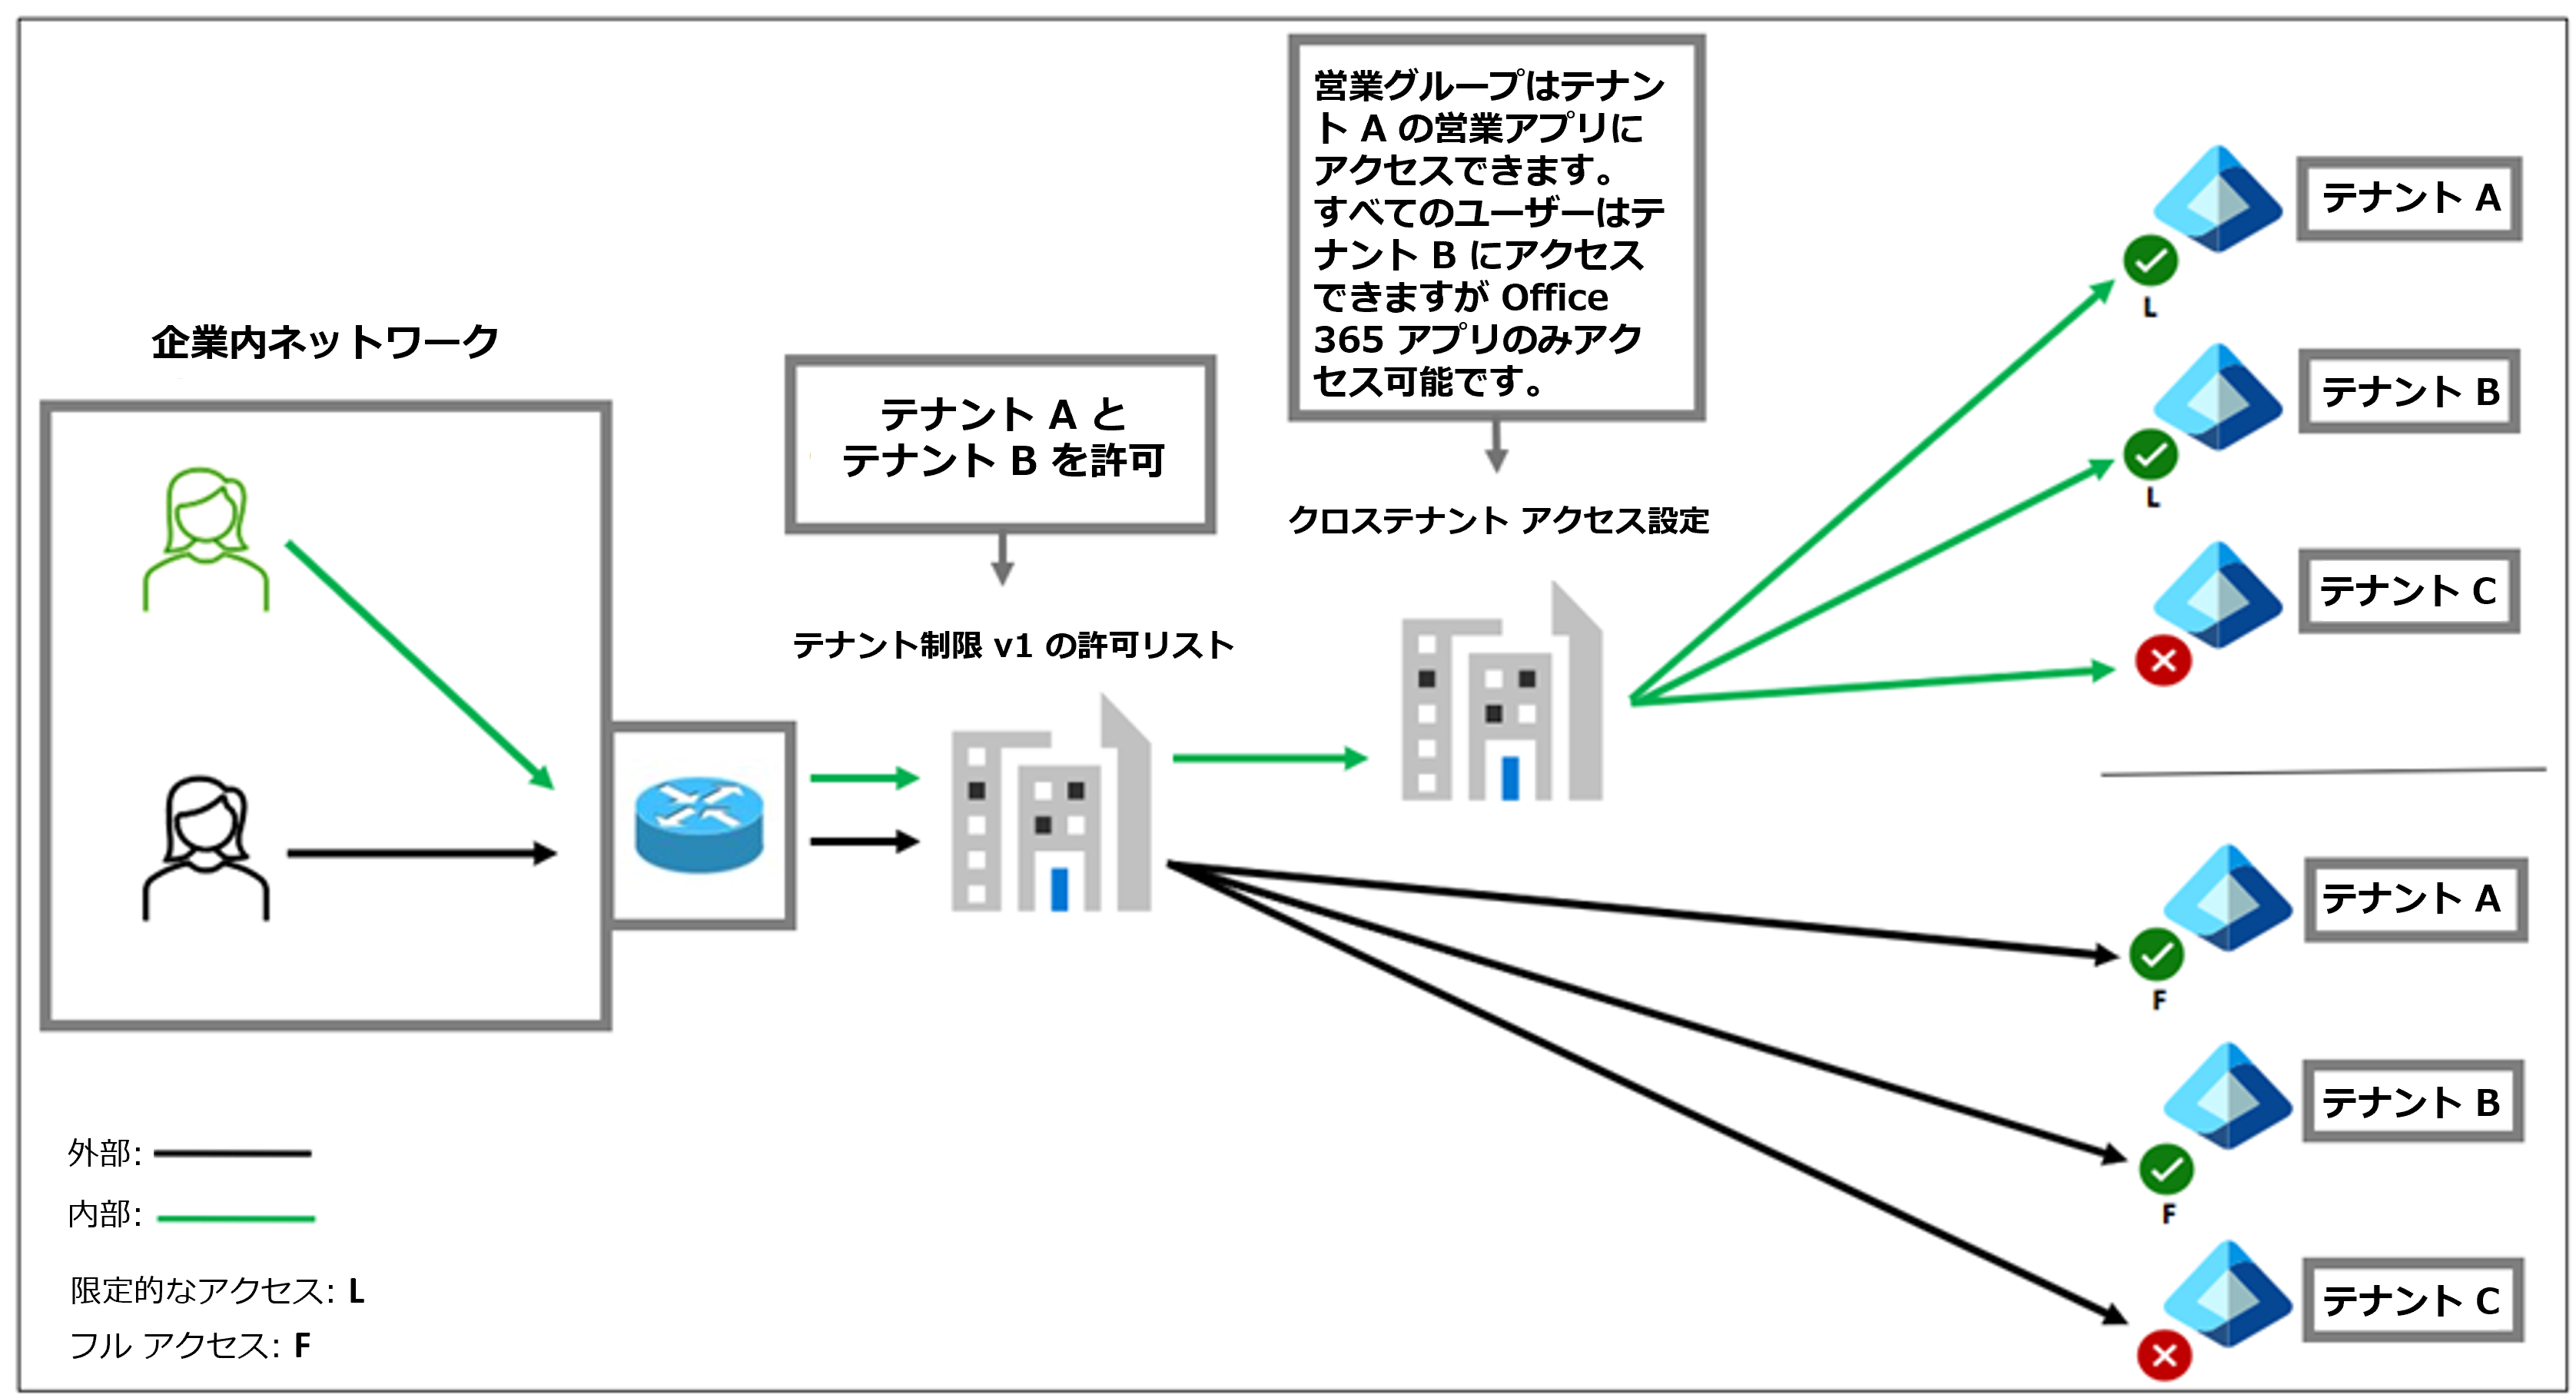 営業グループはテナン
ト A の営業アプリに
アクセスできます。
すべてのユーザーはテ
ナント B にアクセス
できますが Office
365 アプリのみアク
セス可能です。
企業内ネットワーク
テナント A と
テナント B を許可
クロステナント アクセス設定
テナント制限 v1 の許可リスト
テナント A
L
テナント B
L
テナント C
テナント A
F
テナント B
F
テナント C
外部:
内部:
限定的なアクセス: L
フル アクセス: F